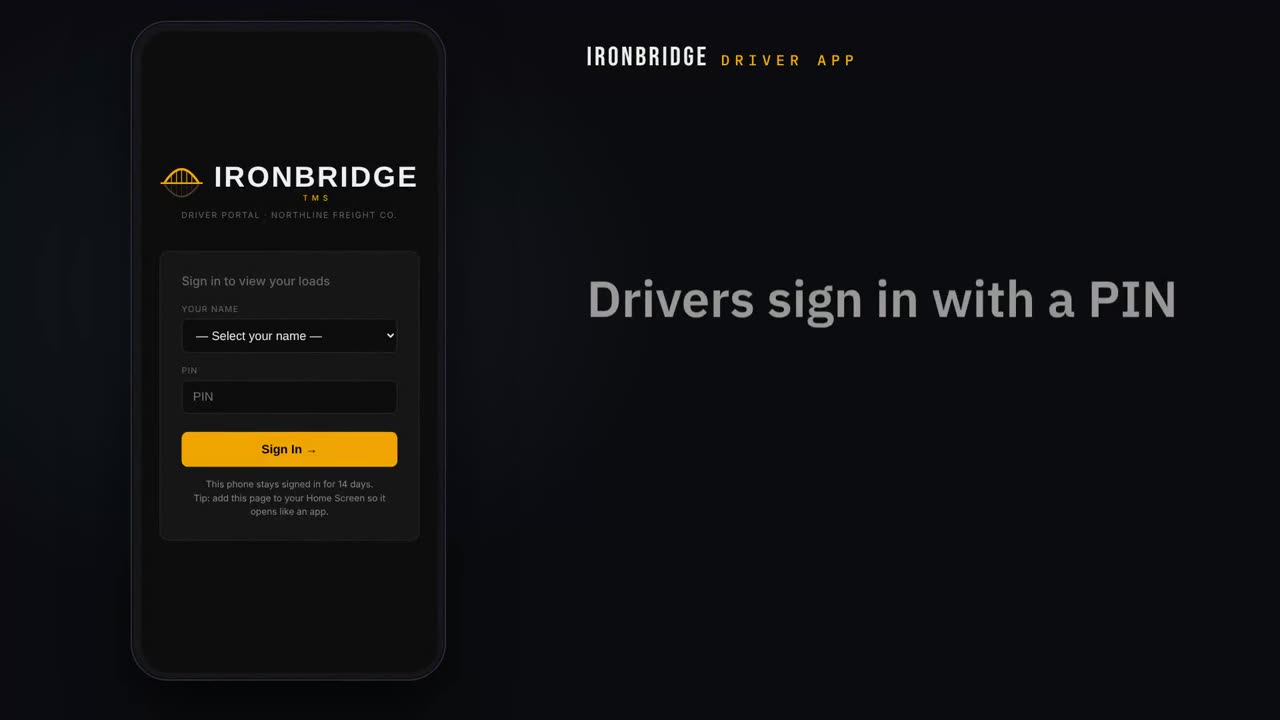 IRONBRIDGE
TMS
DRIVER PORTAL · NORTHLINE FREIGHT CO.
Sign in to view your loads
YOUR NAME
— Select your name —
PIN
PIN
Sign In →
This phone stays signed in for 14 days.
Tip: add this page to your Home Screen so it
opens like an app.
IRONBRIDGE DRIVER APP
Drivers sign in with a PIN